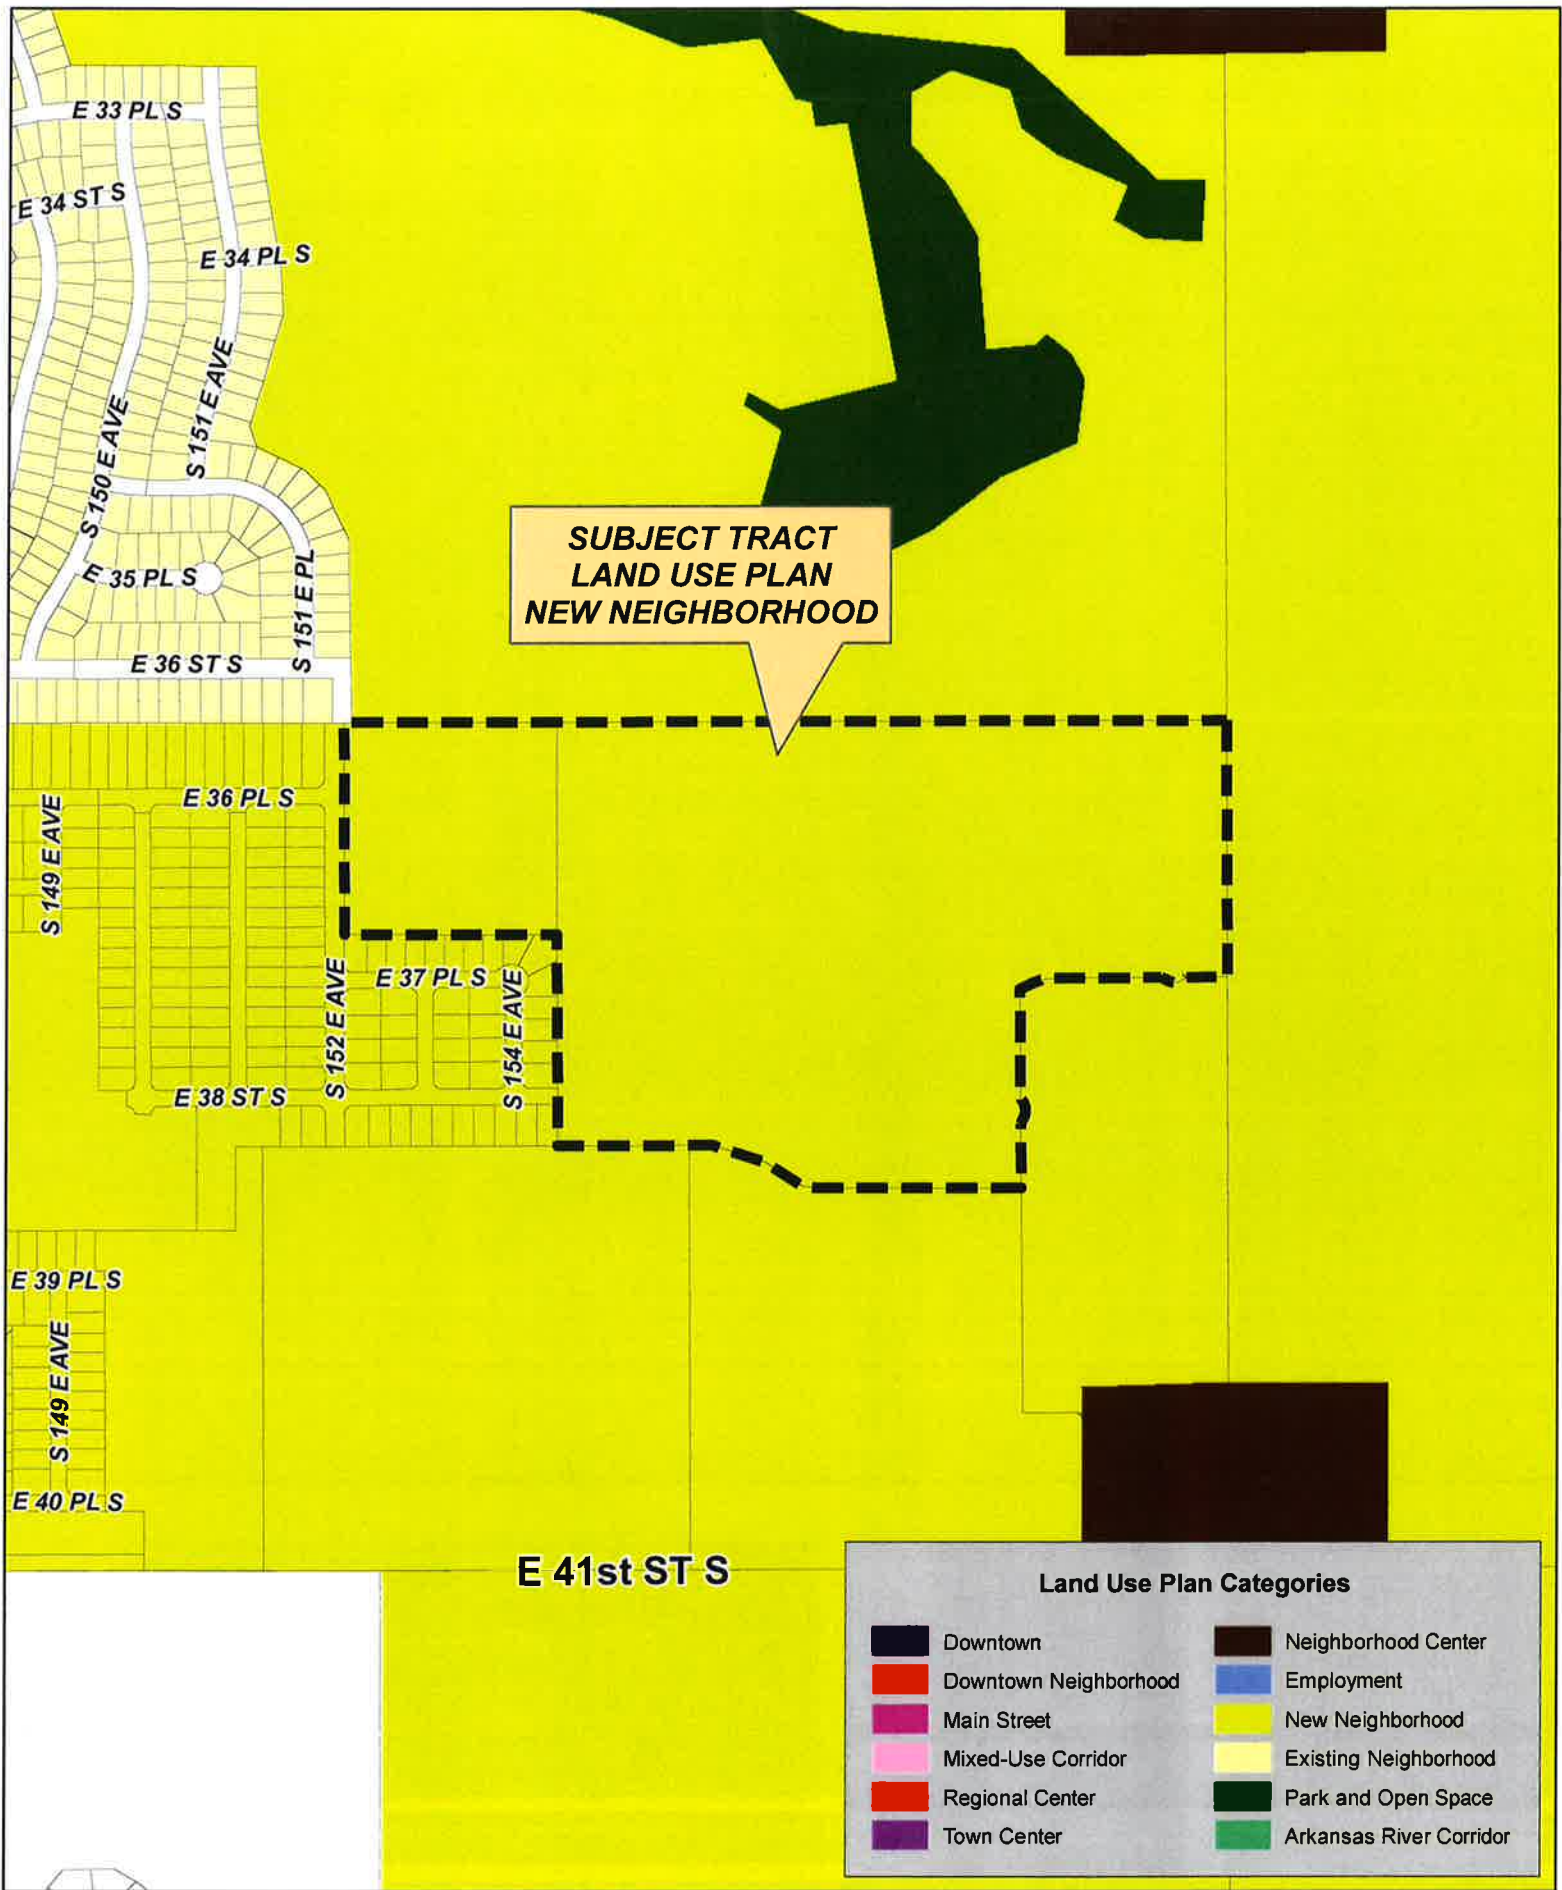 E 33 PL S
E 34 ST S
E 34 PL S
S 151 E AVE
S 150 E AVE
E 35 PL S
S 151 E PL
E 36 ST S
SUBJECT TRACT
LAND USE PLAN
NEW NEIGHBORHOOD
E 36 PL S
S 149 E AVE
E 37 PL S
S 152 E AVE
S 154 E AVE
E 38 ST S
E 39 PL S
S 149 E AVE
E 40 PL S
E 41st ST S
Land Use Plan Categories
Downtown
Downtown Neighborhood
Main Street
Mixed-Use Corridor
Regional Center
Town Center
Neighborhood Center
Employment
New Neighborhood
Existing Neighborhood
Park and Open Space
Arkansas River Corridor